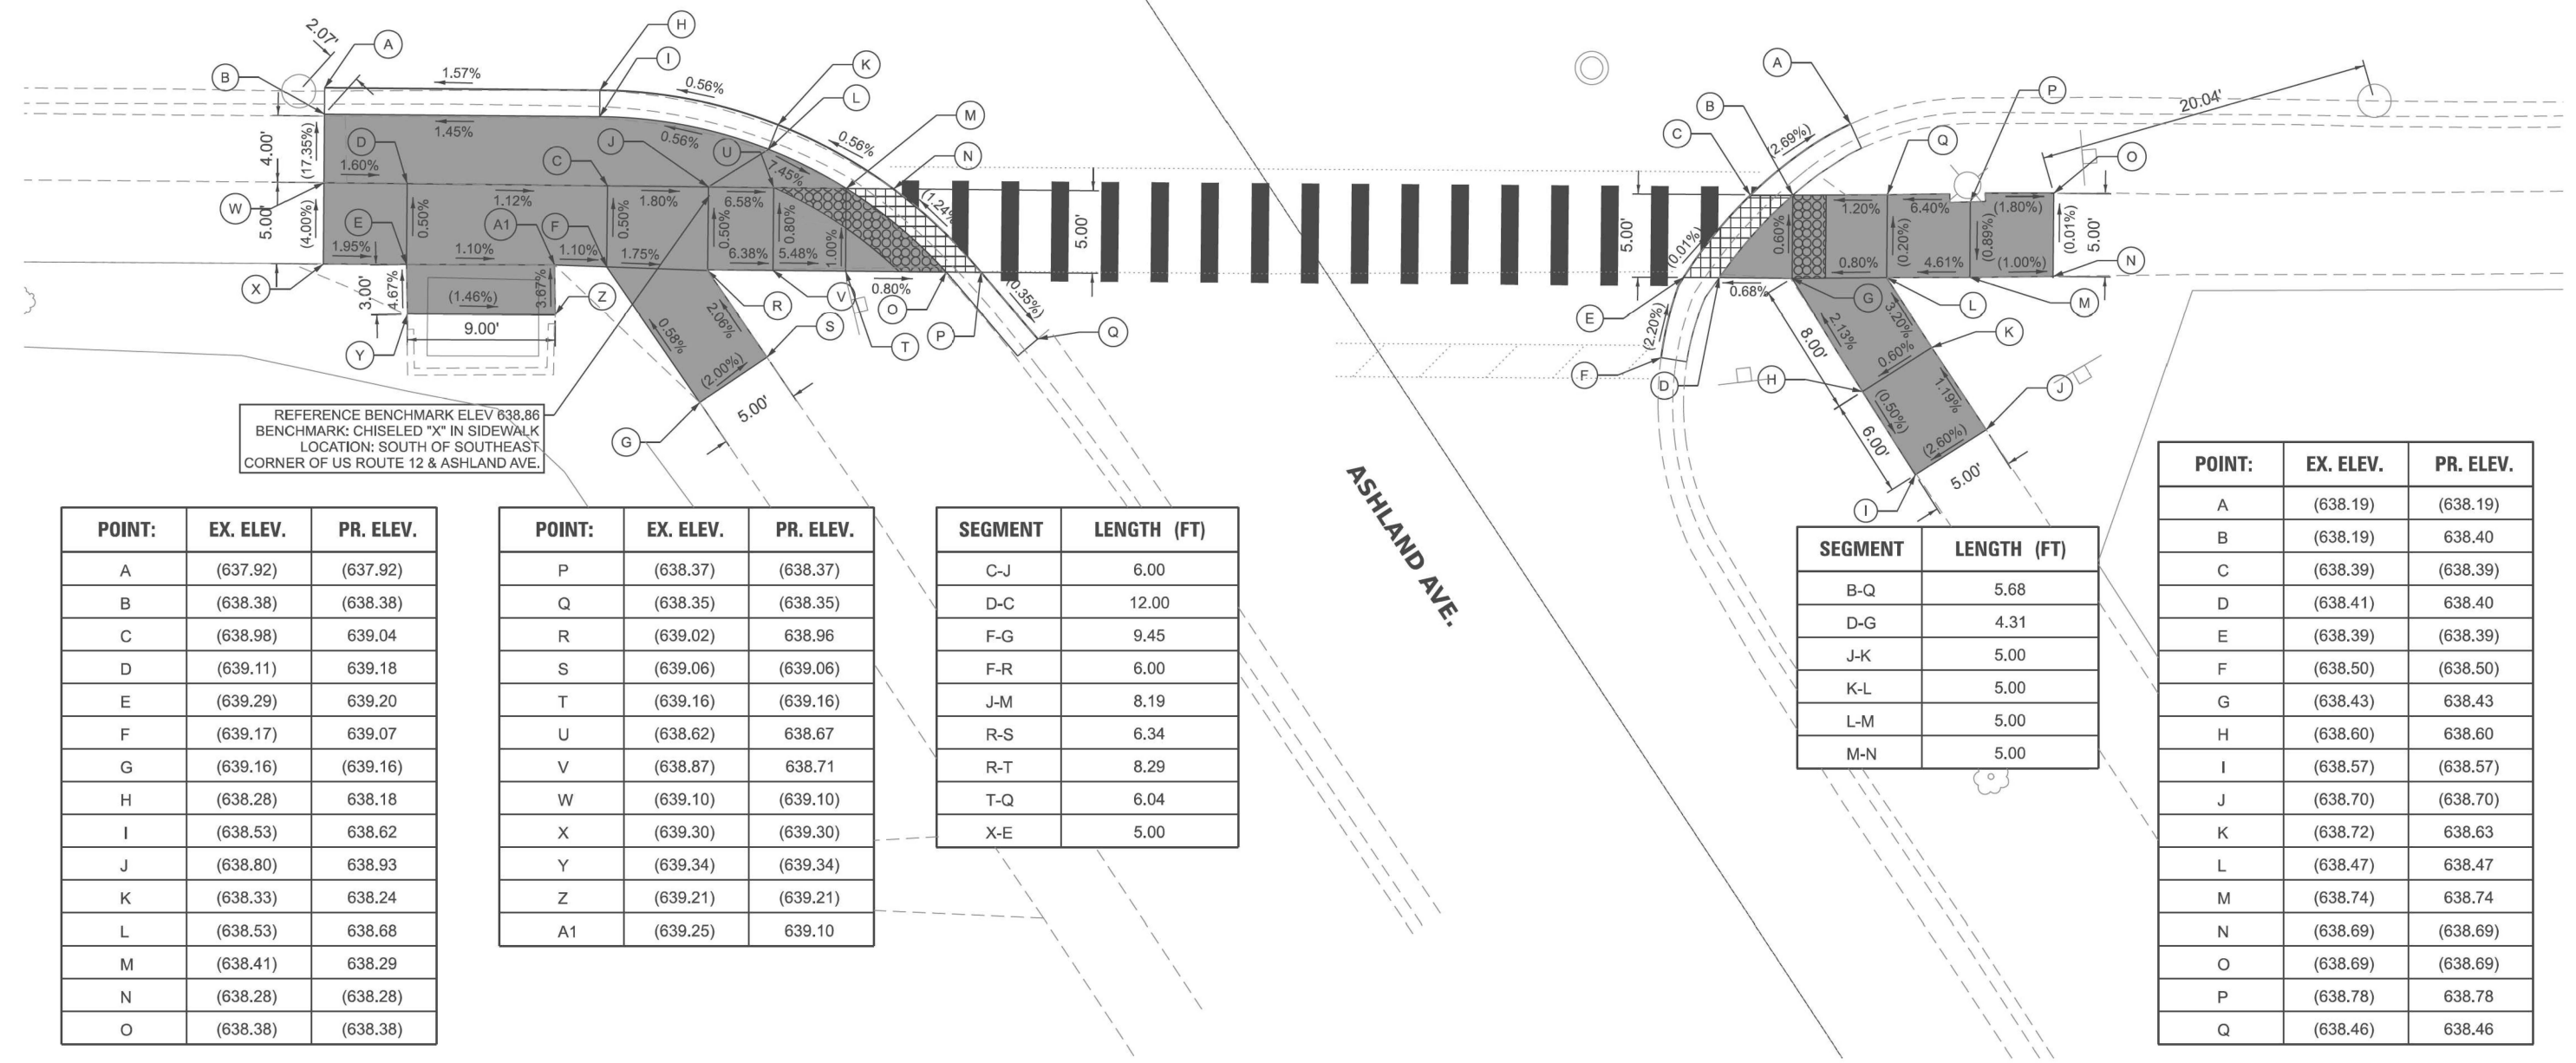 2.07'
A
H
I
B
1.57%
0.56%
K
L
1.45%
0.56%
0.56%
M
4.00'
(17.35%)
D
1.60%
C
J
U
7.45%
N
W
1.12%
1.80%
6.58%
(1.24%)
5.00'
(4.00%)
E
0.50%
A1
F
0.50%
0.50%
0.80%
1.00%
5.00'
1.95%
1.10%
1.10%
1.75%
6.38%
5.48%
0.80%
X
3.00'
4.67%
(1.46%)
3.67%
Z
9.00'
Y
2.06%
0.58%
(2.00%)
R
V
O
S
T
P
(0.35%)
Q
5.00'
G
REFERENCE BENCHMARK ELEV 638.86
BENCHMARK: CHISELED "X" IN SIDEWALK
LOCATION: SOUTH OF SOUTHEAST
CORNER OF US ROUTE 12 & ASHLAND AVE.
ASHLAND AVE.
A
B
C
P
20.04'
(2.69%)
Q
O
5.00'
(0.01%)
0.60%
1.20%
6.40%
(1.80%)
(0.20%)
(0.89%)
(0.01%)
5.00'
0.80%
4.61%
(1.00%)
N
0.68%
G
L
M
E
(2.20%)
F
D
H
8.00'
2.13%
3.20%
K
0.60%
J
6.00'
(0.50%)
1.19%
(2.60%)
I
5.00'
POINT: EX. ELEV. PR. ELEV.
A (637.92) (637.92)
B (638.38) (638.38)
C (638.98) 639.04
D (639.11) 639.18
E (639.29) 639.20
F (639.17) 639.07
G (639.16) (639.16)
H (638.28) 638.18
I (638.53) 638.62
J (638.80) 638.93
K (638.33) 638.24
L (638.53) 638.68
M (638.41) 638.29
N (638.28) (638.28)
O (638.38) (638.38)
POINT: EX. ELEV. PR. ELEV.
P (638.37) (638.37)
Q (638.35) (638.35)
R (639.02) 638.96
S (639.06) (639.06)
T (639.16) (639.16)
U (638.62) 638.67
V (638.87) 638.71
W (639.10) (639.10)
X (639.30) (639.30)
Y (639.34) (639.34)
Z (639.21) (639.21)
A1 (639.25) 639.10
SEGMENT LENGTH (FT)
C-J 6.00
D-C 12.00
F-G 9.45
F-R 6.00
J-M 8.19
R-S 6.34
R-T 8.29
T-Q 6.04
X-E 5.00
SEGMENT LENGTH (FT)
B-Q 5.68
D-G 4.31
J-K 5.00
K-L 5.00
L-M 5.00
M-N 5.00
POINT: EX. ELEV. PR. ELEV.
A (638.19) (638.19)
B (638.19) 638.40
C (638.39) (638.39)
D (638.41) 638.40
E (638.39) (638.39)
F (638.50) (638.50)
G (638.43) 638.43
H (638.60) 638.60
I (638.57) (638.57)
J (638.70) (638.70)
K (638.72) 638.63
L (638.47) 638.47
M (638.74) 638.74
N (638.69) (638.69)
O (638.69) (638.69)
P (638.78) 638.78
Q (638.46) 638.46